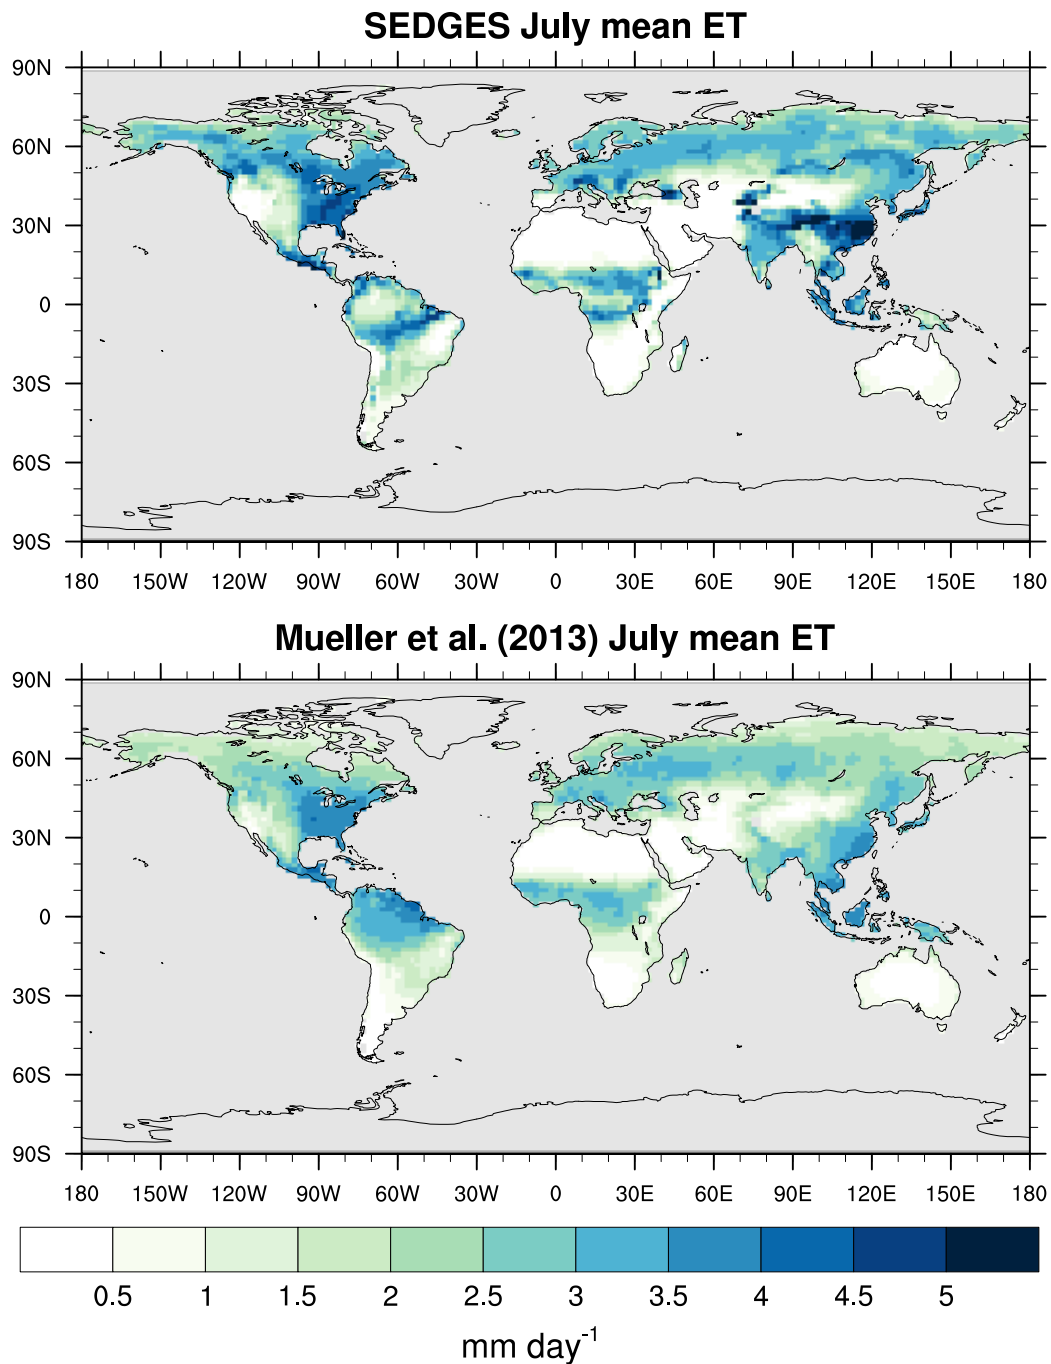 SEDGES July mean ET
90N
60N
30N
0
30S
60S
90S
180 150W 120W 90W 60W 30W 0 30E 60E 90E 120E 150E 180
Mueller et al. (2013) July mean ET
90N
60N
30N
0
30S
60S
90S
180 150W 120W 90W 60W 30W 0 30E 60E 90E 120E 150E 180
0.5 1 1.5 2 2.5 3 3.5 4 4.5 5
mm day⁻¹